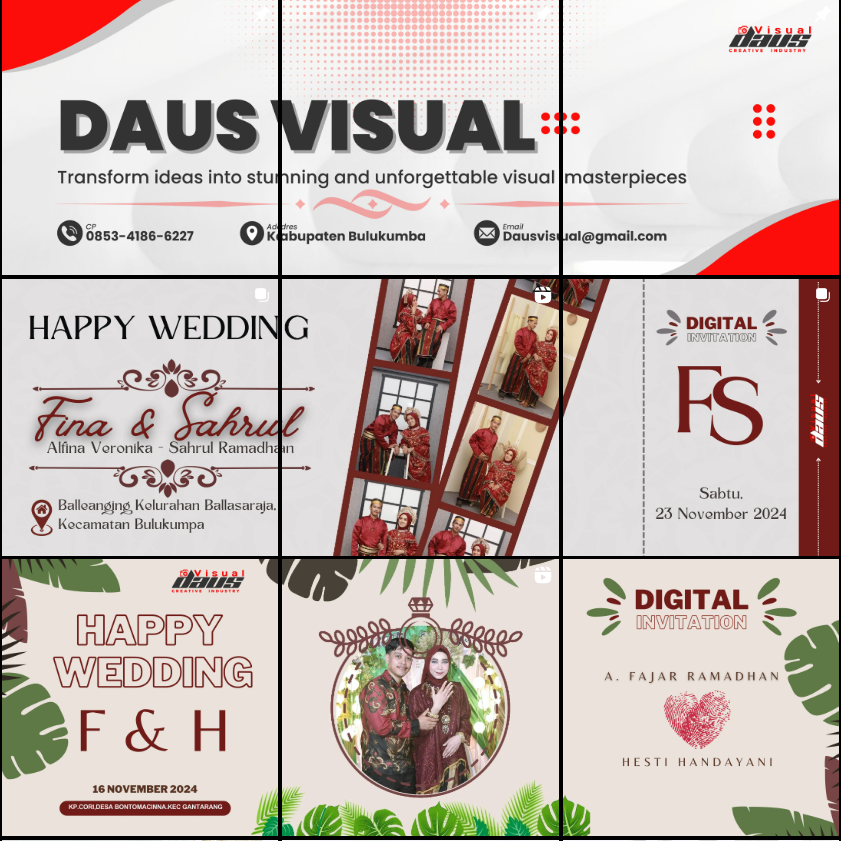 Visual
daus
CREATIVE INDUSTRY
DAUS VISUAL
Transform ideas into stunning and unforgettable visual masterpieces
CP
0853-4186-6227
Addres
Kabupaten Bulukumba
Email
Dausvisual@gmail.com
HAPPY WEDDING
Fina & Sahrul
Alfina Veronika - Sahrul Ramadhan
Balleanging, Kelurahan Ballasaraja,
Kecamatan Bulukumpa
DIGITAL
INVITATION
FS
Sabtu,
23 November 2024
daus
Visual
daus
CREATIVE INDUSTRY
HAPPY
WEDDING
F & H
16 NOVEMBER 2024
KP.CORI,DESA BONTOMACINNA.KEC GANTARANG
DIGITAL
INVITATION
A. FAJAR RAMADHAN
HESTI HANDAYANI